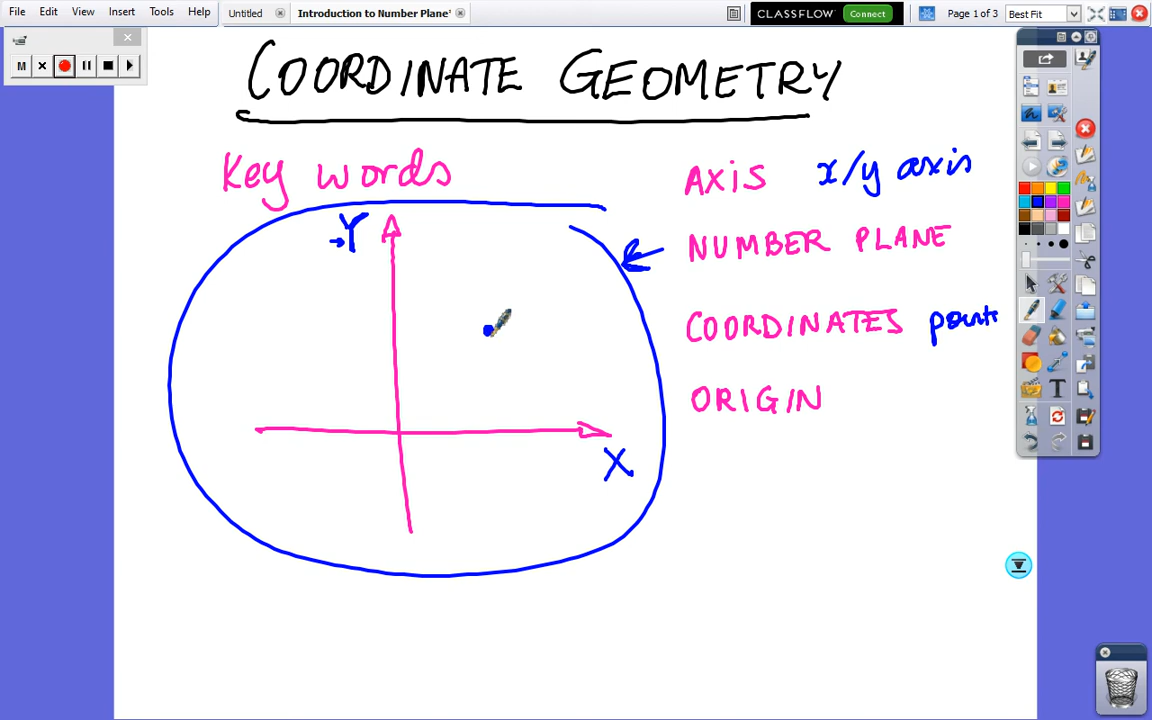 File Edit View Insert Tools Help
Untitled
Introduction to Number Plane*
CLASSFLOW Connect
Page 1 of 3
Best Fit
M
COORDINATE GEOMETRY
Key words
AXIS x/y axis
NUMBER PLANE
COORDINATES points
ORIGIN
Y
X
T